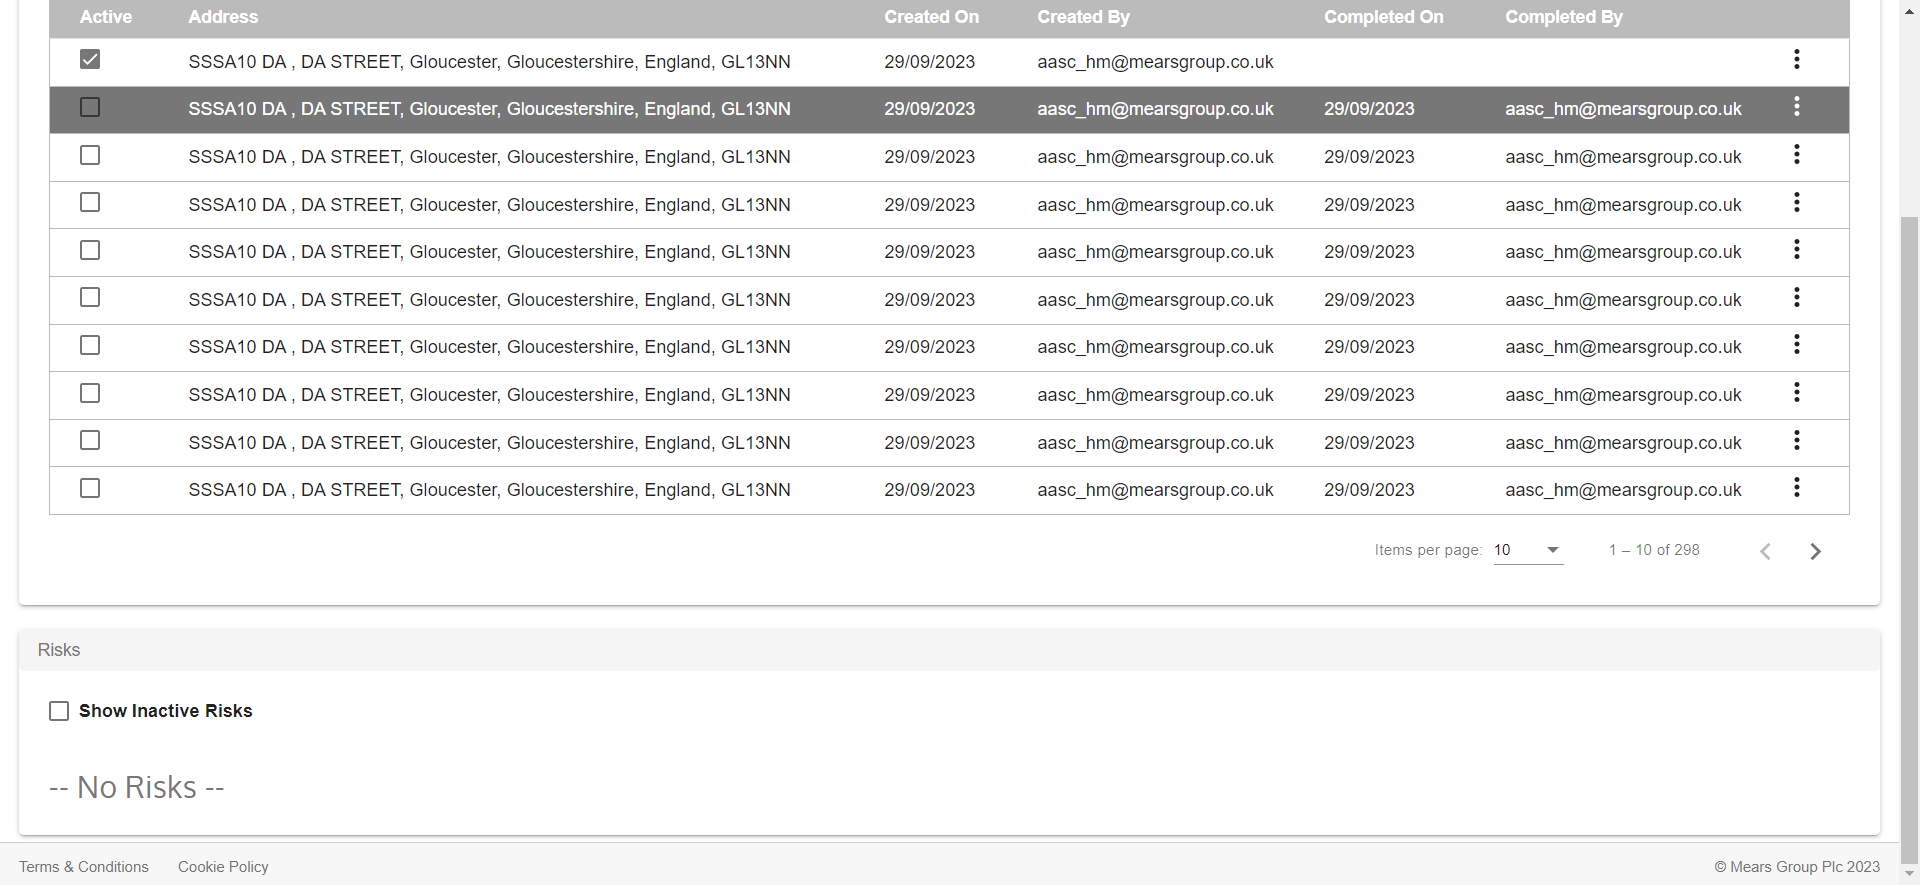 Active Address Created On Created By Completed On Completed By
SSSA10 DA , DA STREET, Gloucester, Gloucestershire, England, GL13NN 29/09/2023 aasc_hm@mearsgroup.co.uk
SSSA10 DA , DA STREET, Gloucester, Gloucestershire, England, GL13NN 29/09/2023 aasc_hm@mearsgroup.co.uk 29/09/2023 aasc_hm@mearsgroup.co.uk
SSSA10 DA , DA STREET, Gloucester, Gloucestershire, England, GL13NN 29/09/2023 aasc_hm@mearsgroup.co.uk 29/09/2023 aasc_hm@mearsgroup.co.uk
SSSA10 DA , DA STREET, Gloucester, Gloucestershire, England, GL13NN 29/09/2023 aasc_hm@mearsgroup.co.uk 29/09/2023 aasc_hm@mearsgroup.co.uk
SSSA10 DA , DA STREET, Gloucester, Gloucestershire, England, GL13NN 29/09/2023 aasc_hm@mearsgroup.co.uk 29/09/2023 aasc_hm@mearsgroup.co.uk
SSSA10 DA , DA STREET, Gloucester, Gloucestershire, England, GL13NN 29/09/2023 aasc_hm@mearsgroup.co.uk 29/09/2023 aasc_hm@mearsgroup.co.uk
SSSA10 DA , DA STREET, Gloucester, Gloucestershire, England, GL13NN 29/09/2023 aasc_hm@mearsgroup.co.uk 29/09/2023 aasc_hm@mearsgroup.co.uk
SSSA10 DA , DA STREET, Gloucester, Gloucestershire, England, GL13NN 29/09/2023 aasc_hm@mearsgroup.co.uk 29/09/2023 aasc_hm@mearsgroup.co.uk
SSSA10 DA , DA STREET, Gloucester, Gloucestershire, England, GL13NN 29/09/2023 aasc_hm@mearsgroup.co.uk 29/09/2023 aasc_hm@mearsgroup.co.uk
SSSA10 DA , DA STREET, Gloucester, Gloucestershire, England, GL13NN 29/09/2023 aasc_hm@mearsgroup.co.uk 29/09/2023 aasc_hm@mearsgroup.co.uk
Items per page: 10 1 – 10 of 298
Risks
Show Inactive Risks
-- No Risks --
Terms & Conditions Cookie Policy © Mears Group Plc 2023